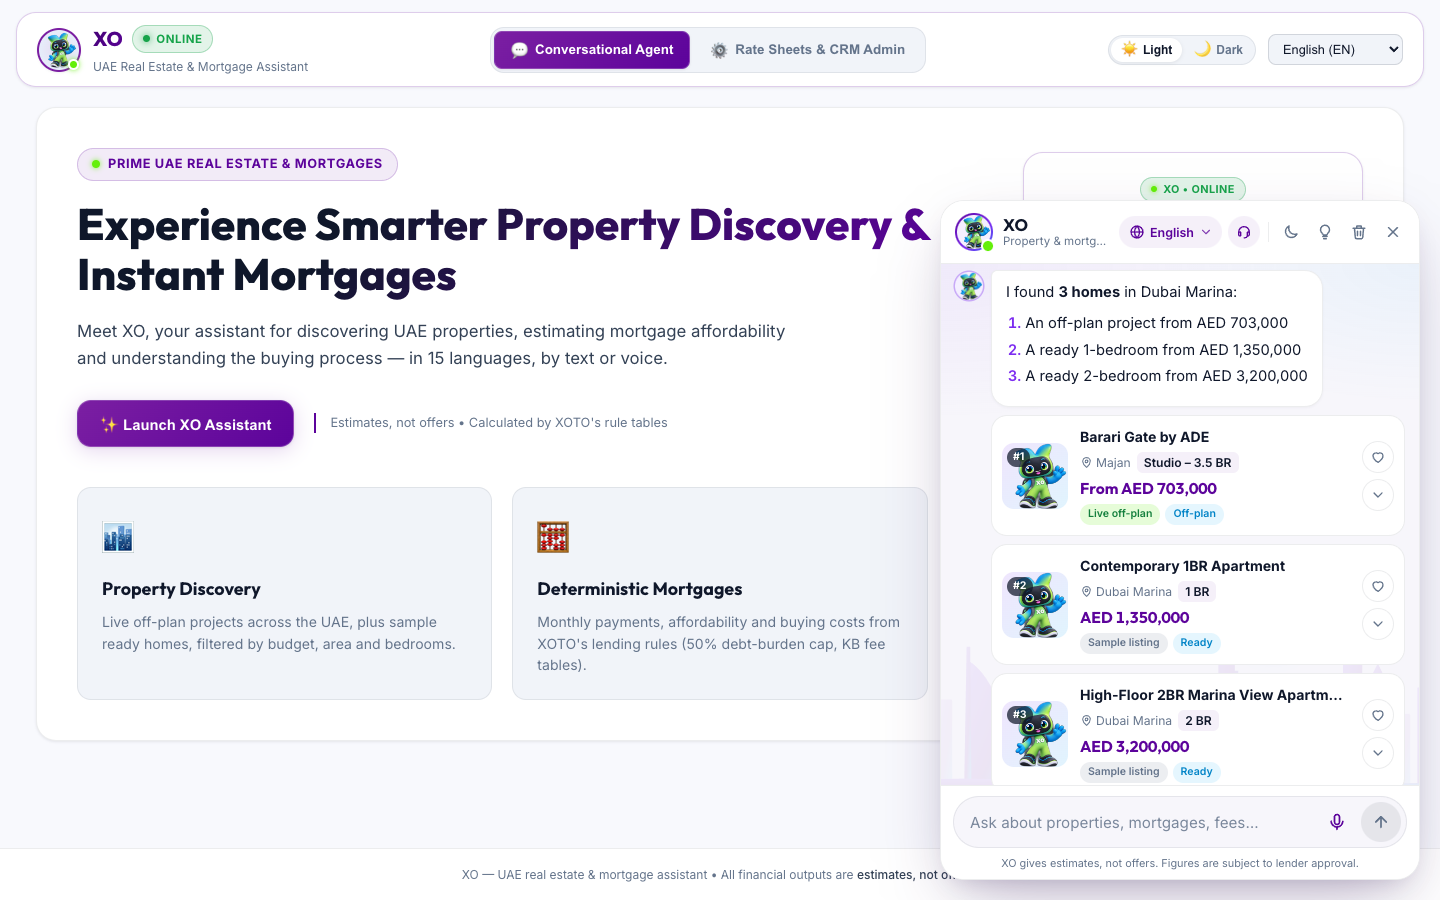 XO
ONLINE
UAE Real Estate & Mortgage Assistant
Conversational Agent
Rate Sheets & CRM Admin
Light
Dark
English (EN)
PRIME UAE REAL ESTATE & MORTGAGES
Experience Smarter Property Discovery &
Instant Mortgages
Meet XO, your assistant for discovering UAE properties, estimating mortgage affordability
and understanding the buying process — in 15 languages, by text or voice.
✨ Launch XO Assistant
Estimates, not offers • Calculated by XOTO's rule tables
Property Discovery
Live off-plan projects across the UAE, plus sample
ready homes, filtered by budget, area and bedrooms.
Deterministic Mortgages
Monthly payments, affordability and buying costs from
XOTO's lending rules (50% debt-burden cap, KB fee
tables).
XO • ONLINE
XO
Property & mortg...
English
I found 3 homes in Dubai Marina:
1. An off-plan project from AED 703,000
2. A ready 1-bedroom from AED 1,350,000
3. A ready 2-bedroom from AED 3,200,000
#1
Barari Gate by ADE
Majan
Studio – 3.5 BR
From AED 703,000
Live off-plan
Off-plan
#2
Contemporary 1BR Apartment
Dubai Marina
1 BR
AED 1,350,000
Sample listing
Ready
#3
High-Floor 2BR Marina View Apartm...
Dubai Marina
2 BR
AED 3,200,000
Sample listing
Ready
Ask about properties, mortgages, fees...
XO gives estimates, not offers. Figures are subject to lender approval.
XO — UAE real estate & mortgage assistant • All financial outputs are estimates, not